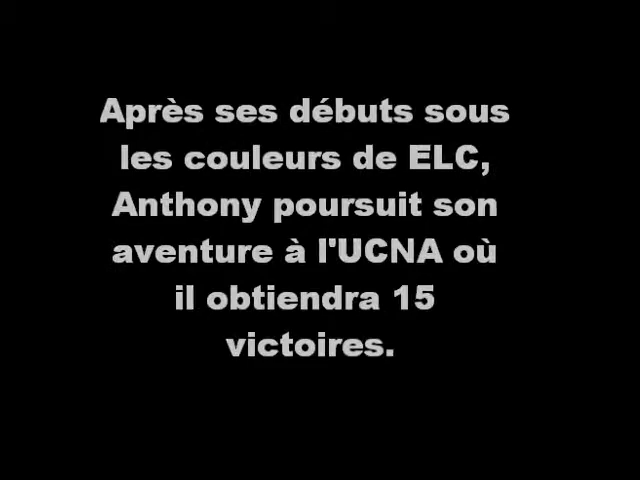 Après ses débuts sous
les couleurs de ELC,
Anthony poursuit son
aventure à l'UCNA où
il obtiendra 15
victoires.